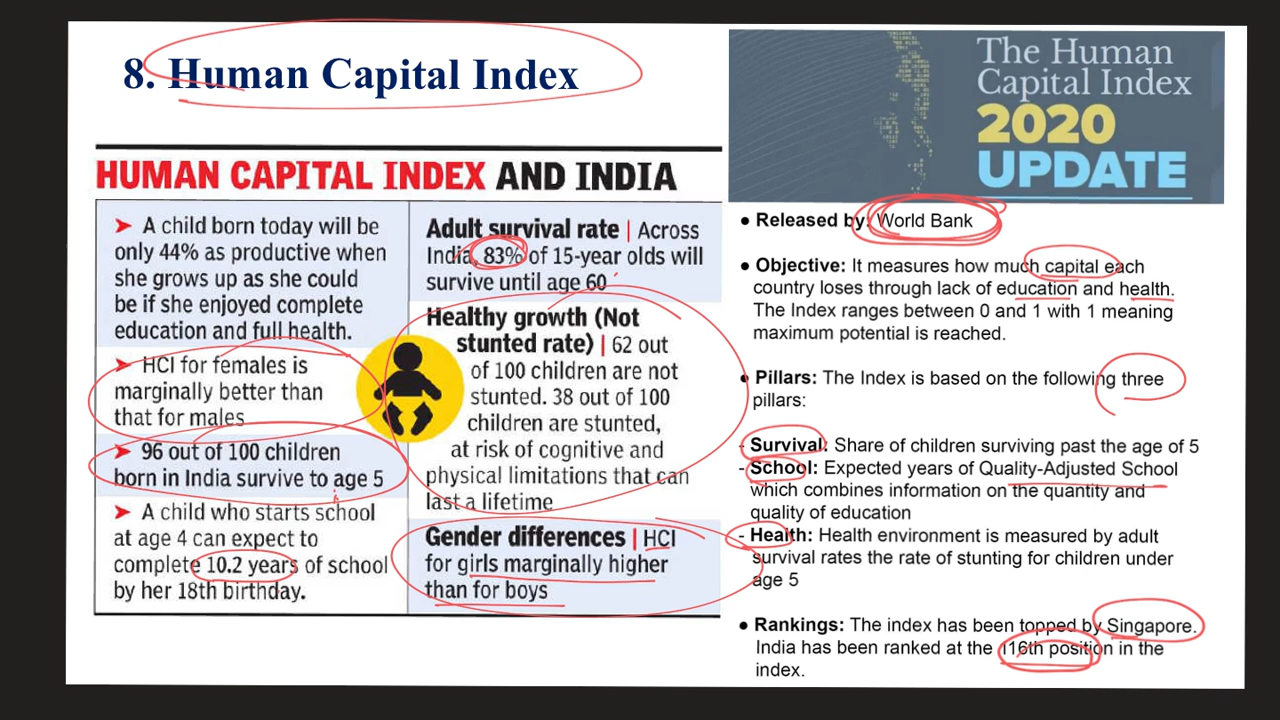 8. Human Capital Index
HUMAN CAPITAL INDEX AND INDIA
➤ A child born today will be
only 44% as productive when
she grows up as she could
be if she enjoyed complete
education and full health.
➤ HCI for females is
marginally better than
that for males
➤ 96 out of 100 children
born in India survive to age 5
➤ A child who starts school
at age 4 can expect to
complete 10.2 years of school
by her 18th birthday.
Adult survival rate | Across
India, 83% of 15-year olds will
survive until age 60
Healthy growth (Not
stunted rate) | 62 out
of 100 children are not
stunted. 38 out of 100
children are stunted,
at risk of cognitive and
physical limitations that can
last a lifetime
Gender differences | HCI
for girls marginally higher
than for boys
The Human
Capital Index
2020
UPDATE
● Released by: World Bank
● Objective: It measures how much capital each
country loses through lack of education and health.
The Index ranges between 0 and 1 with 1 meaning
maximum potential is reached.
● Pillars: The Index is based on the following three
pillars:
- Survival: Share of children surviving past the age of 5
- School: Expected years of Quality-Adjusted School
which combines information on the quantity and
quality of education
- Health: Health environment is measured by adult
survival rates the rate of stunting for children under
age 5
● Rankings: The index has been topped by Singapore.
India has been ranked at the 116th position in the
index.